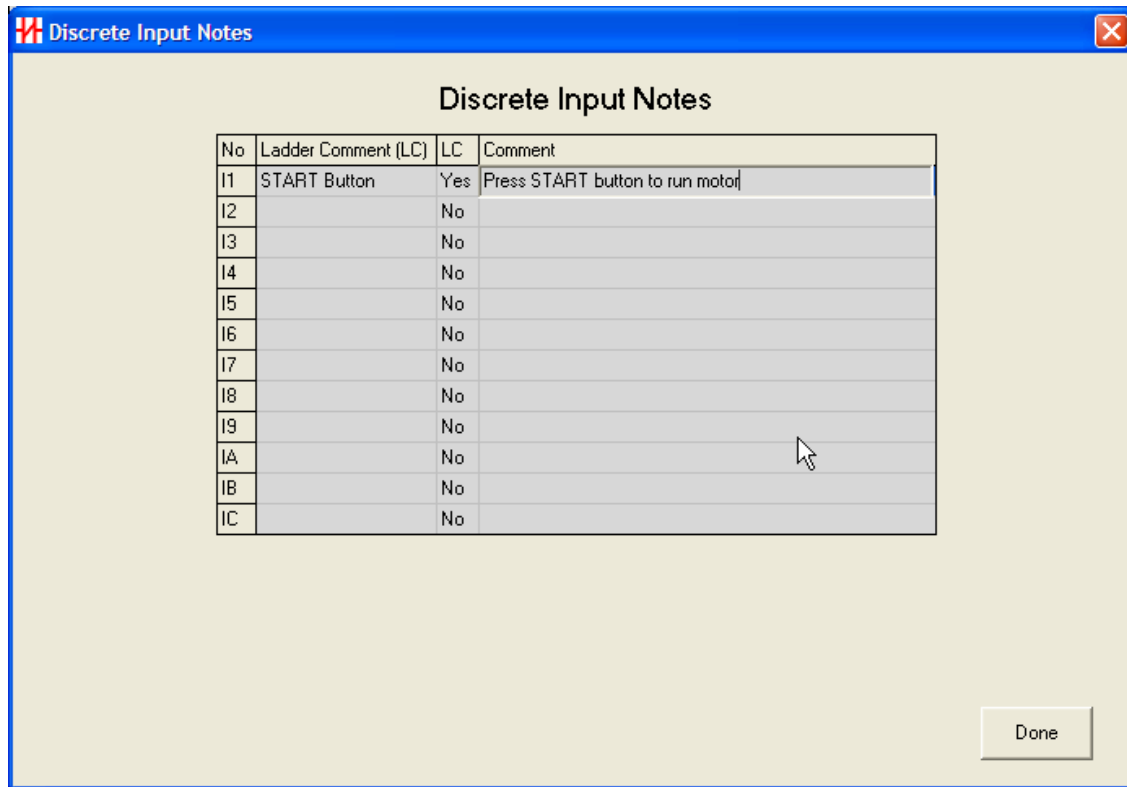 Discrete Input Notes
Discrete Input Notes
No Ladder Comment (LC) LC Comment
I1 START Button Yes Press START button to run motor
I2 No
I3 No
I4 No
I5 No
I6 No
I7 No
I8 No
I9 No
IA No
IB No
IC No
Done